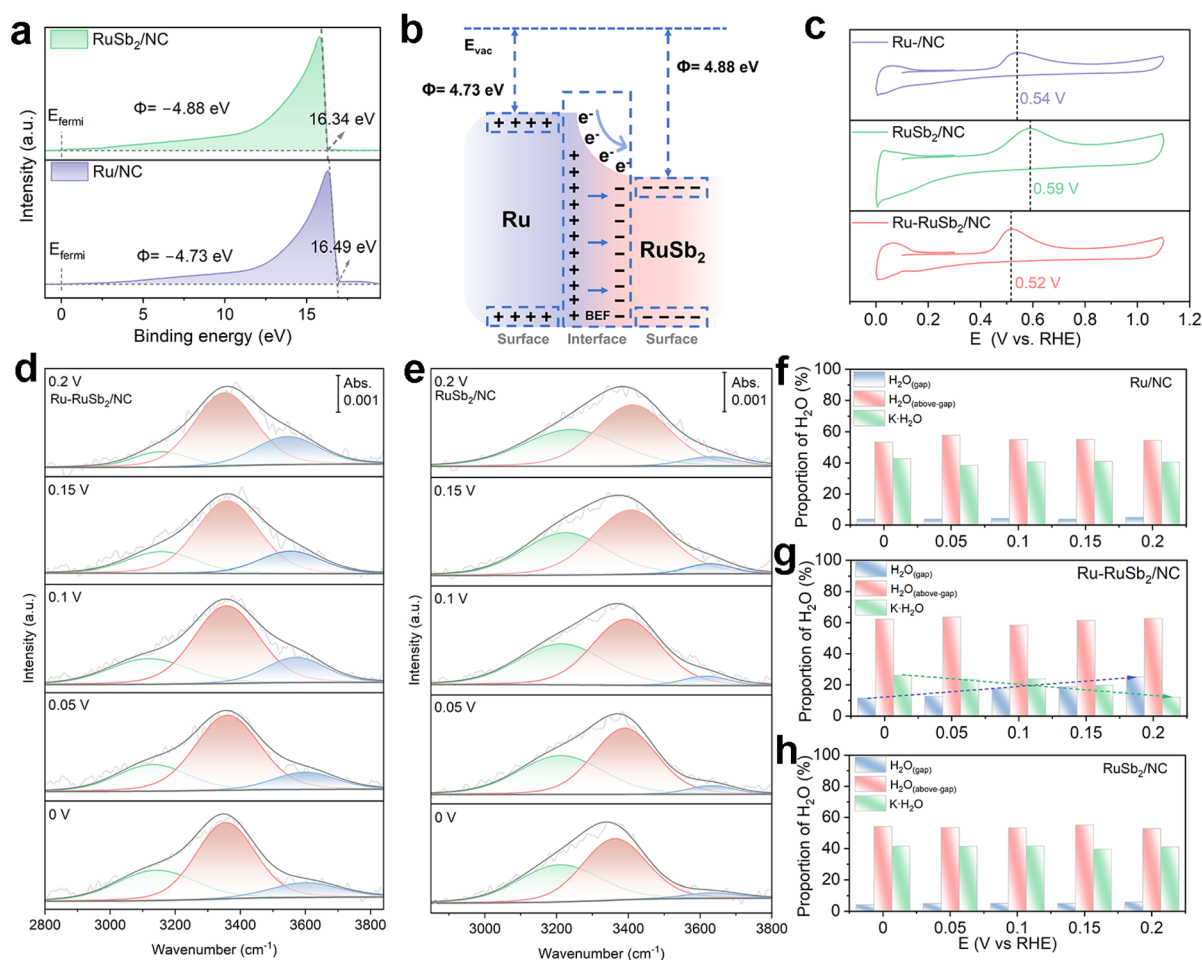 a
RuSb₂/NC
Φ= −4.88 eV
E_fermi
16.34 eV
Ru/NC
E_fermi
Φ= −4.73 eV
16.49 eV
Intensity (a.u.)
0 5 10 15
Binding energy (eV)
b
E_vac
Φ= 4.73 eV
Φ= 4.88 eV
+ + + +
e⁻
e⁻
e⁻
e⁻
− − − −
Ru
RuSb₂
+ + + +
BEF
− − − −
Surface Interface Surface
c
Ru-/NC
0.54 V
RuSb₂/NC
0.59 V
Ru-RuSb₂/NC
0.52 V
Intensity (a.u.)
0.0 0.2 0.4 0.6 0.8 1.0 1.2
E (V vs. RHE)
d
0.2 V
Ru-RuSb₂/NC
Abs.
0.001
0.15 V
0.1 V
0.05 V
0 V
Intensity (a.u.)
2800 3000 3200 3400 3600 3800
Wavenumber (cm⁻¹)
e
0.2 V
RuSb₂/NC
Abs.
0.001
0.15 V
0.1 V
0.05 V
0 V
Intensity (a.u.)
3000 3200 3400 3600 3800
Wavenumber (cm⁻¹)
f
H₂O(gap)
H₂O(above-gap)
K·H₂O
Ru/NC
Proportion of H₂O (%)
100
80
60
40
20
0
0 0.05 0.1 0.15 0.2
g
H₂O(gap)
H₂O(above-gap)
K·H₂O
Ru-RuSb₂/NC
Proportion of H₂O (%)
100
80
60
40
20
0
0 0.05 0.1 0.15 0.2
h
H₂O(gap)
H₂O(above-gap)
K·H₂O
RuSb₂/NC
Proportion of H₂O (%)
100
80
60
40
20
0
0 0.05 0.1 0.15 0.2
E (V vs RHE)